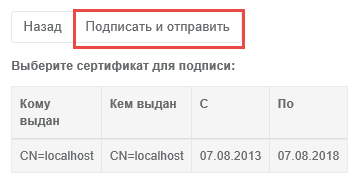 Назад Подписать и отправить
Выберите сертификат для подписи:
Кому выдан Кем выдан С По
CN=localhost CN=localhost 07.08.2013 07.08.2018